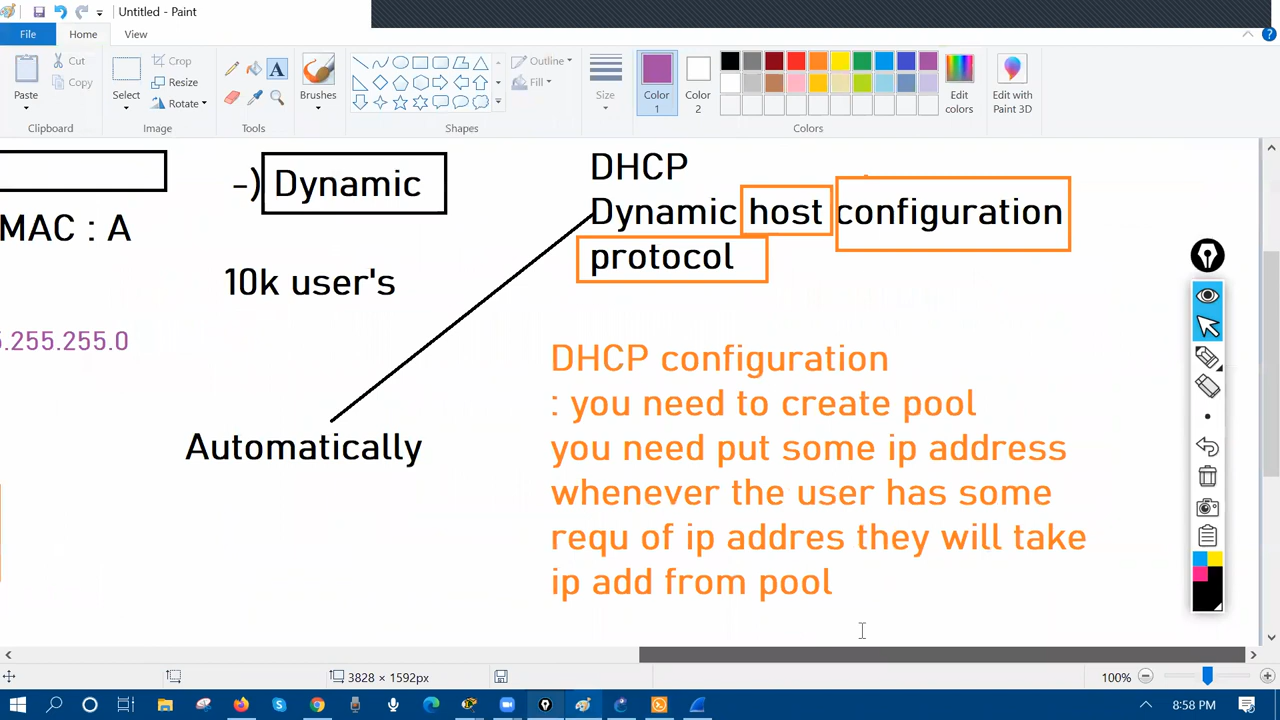 Untitled - Paint
File
Home
View
Paste
Cut
Copy
Clipboard
Select
Crop
Resize
Rotate
Image
A
Tools
Brushes
Outline
Fill
Shapes
Size
Color
1
Color
2
Edit
colors
Colors
Edit with
Paint 3D
MAC : A
5.255.255.0
-) Dynamic
10k user's
Automatically
DHCP
Dynamic host configuration
protocol
DHCP configuration
: you need to create pool
you need put some ip address
whenever the user has some
requ of ip addres they will take
ip add from pool
3828 × 1592px
100%
8:58 PM